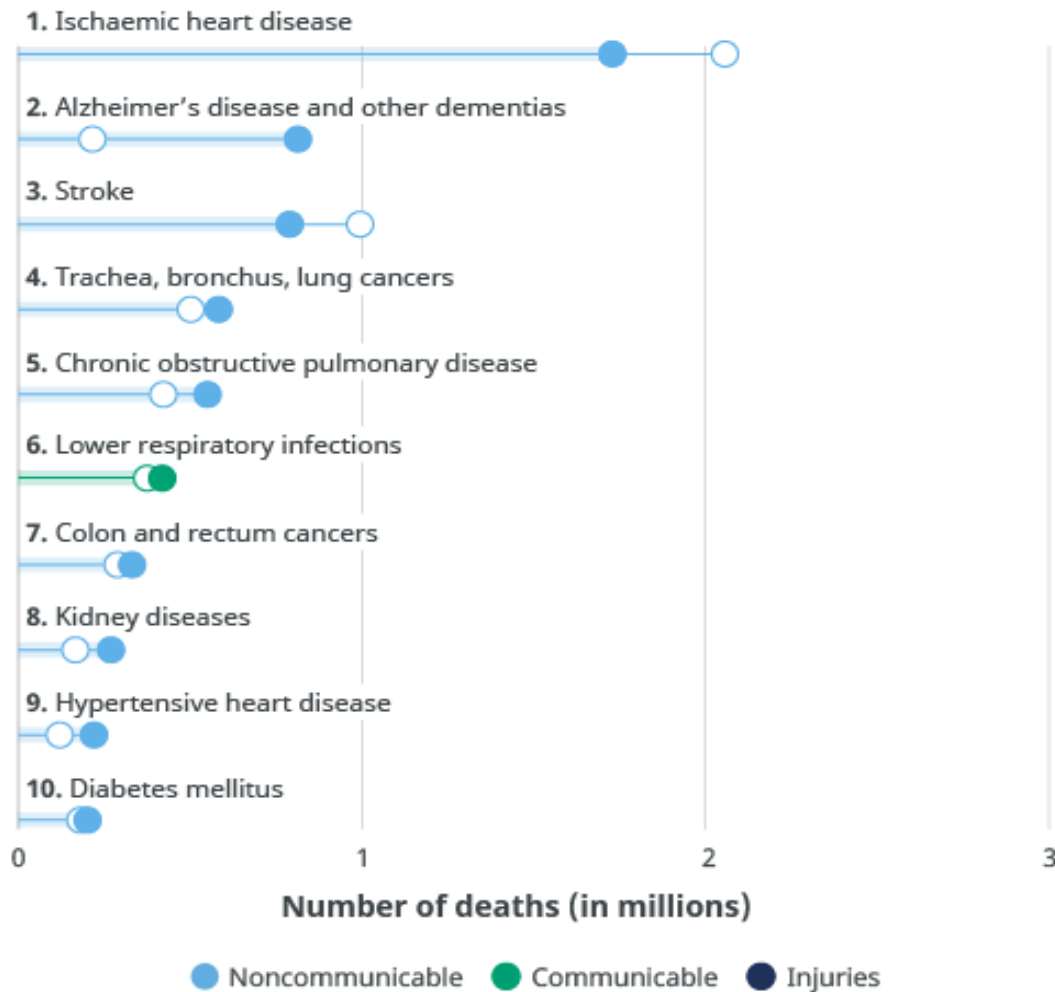 1. Ischaemic heart disease
2. Alzheimer’s disease and other dementias
3. Stroke
4. Trachea, bronchus, lung cancers
5. Chronic obstructive pulmonary disease
6. Lower respiratory infections
7. Colon and rectum cancers
8. Kidney diseases
9. Hypertensive heart disease
10. Diabetes mellitus
0 1 2 3
Number of deaths (in millions)
Noncommunicable Communicable Injuries